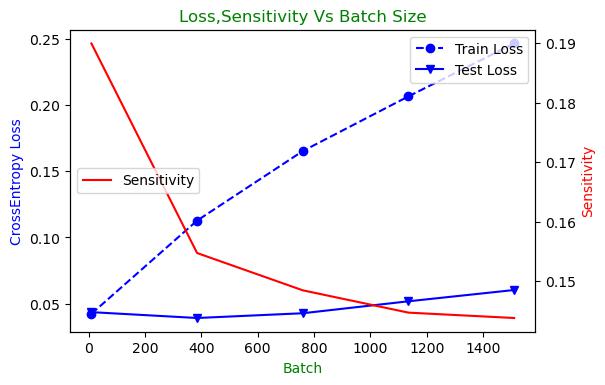 Loss,Sensitivity Vs Batch Size
0.25
0.20
0.15
0.10
0.05
CrossEntropy Loss
Train Loss
Test Loss
Sensitivity
0.19
0.18
0.17
0.16
0.15
Sensitivity
0 200 400 600 800 1000 1200 1400
Batch